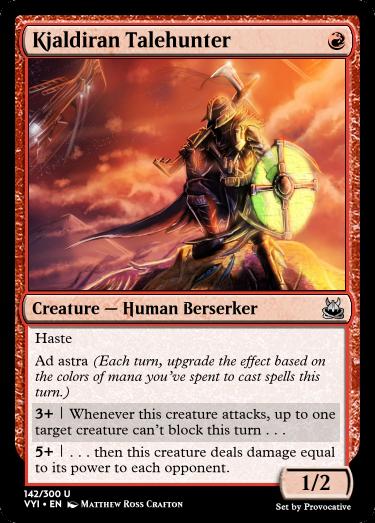 Kjaldiran Talehunter
Creature — Human Berserker
Haste
Ad astra (Each turn, upgrade the effect based on
the colors of mana you've spent to cast spells this
turn.)
3+ | Whenever this creature attacks, up to one
target creature can't block this turn . . .
5+ | . . . then this creature deals damage equal
to its power to each opponent.
1/2
142/300 U
VYI • EN Matthew Ross Crafton
Set by Provocative